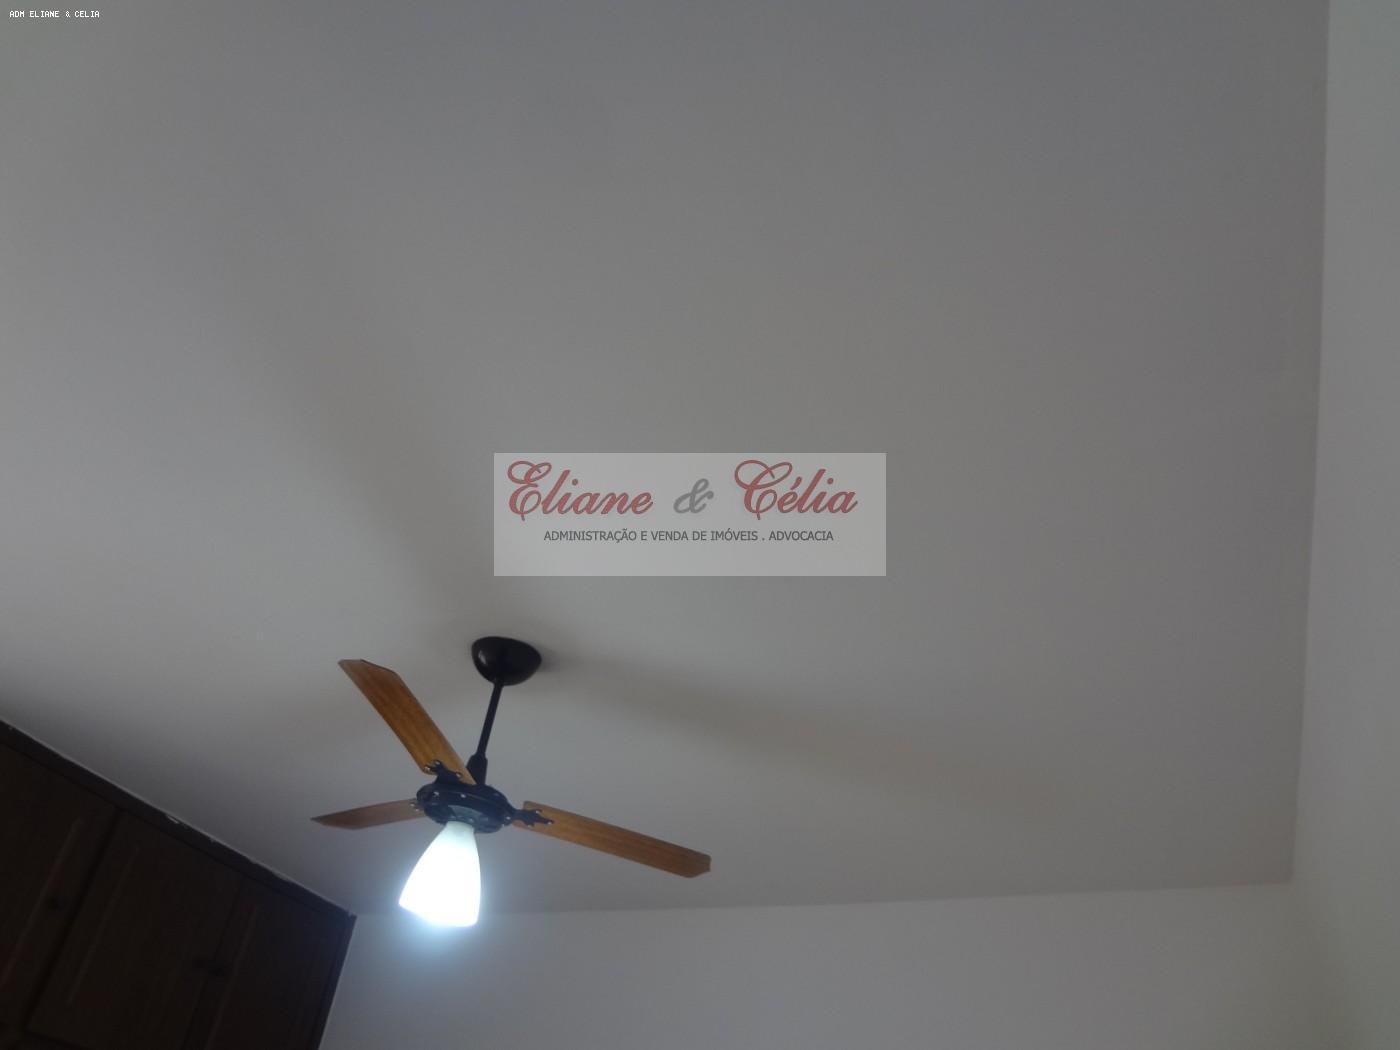 ADM ELIANE & CELIA
Eliane & Célia
ADMINISTRAÇÃO E VENDA DE IMÓVEIS . ADVOCACIA